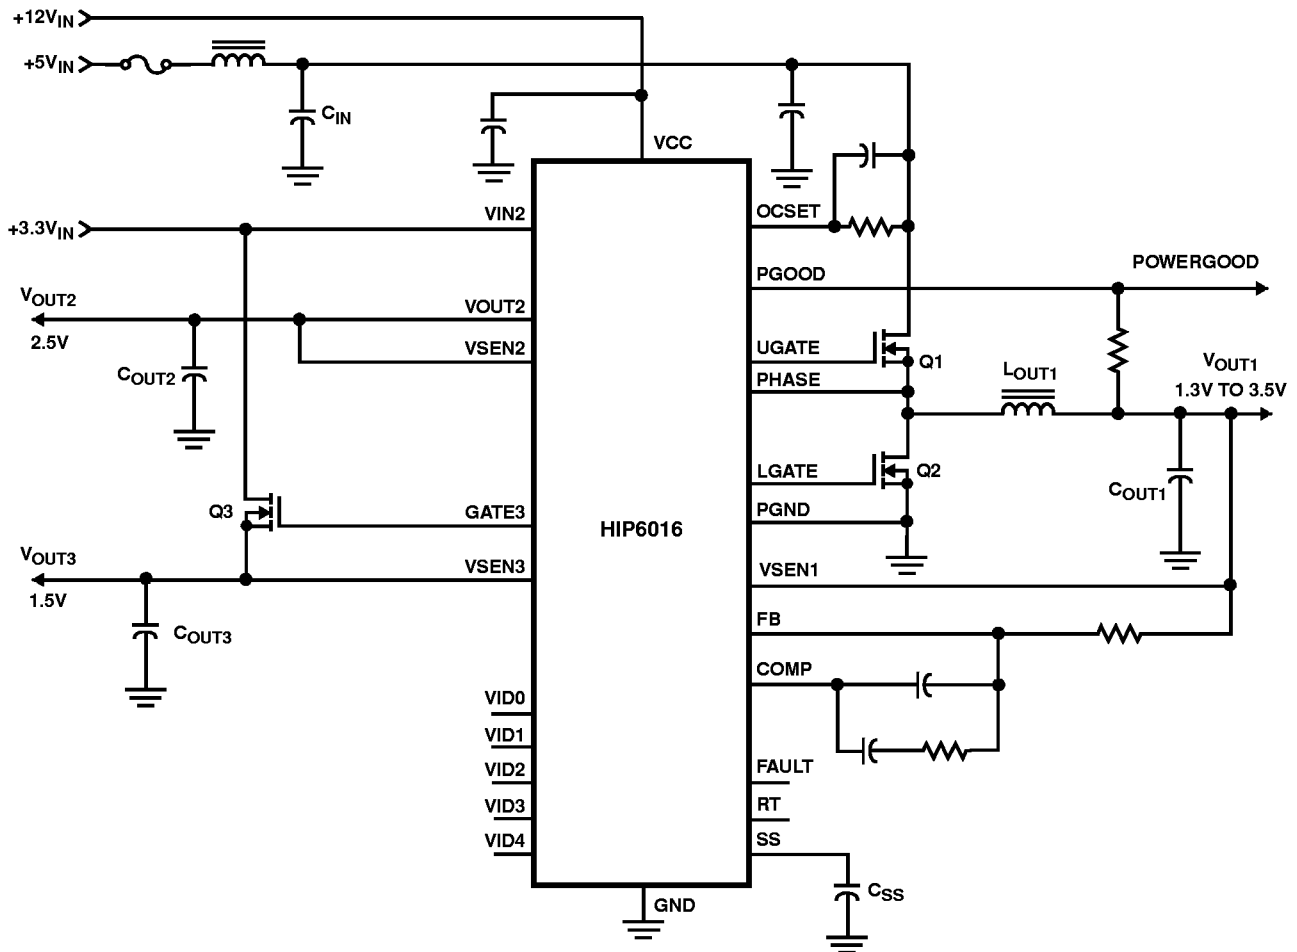 +12VIN
+5VIN
CIN
VCC
+3.3VIN
VIN2
OCSET
PGOOD
POWERGOOD
VOUT2
2.5V
VOUT2
VSEN2
COUT2
UGATE
Q1
PHASE
LOUT1
VOUT1
1.3V TO 3.5V
LGATE
Q2
COUT1
Q3
GATE3
PGND
HIP6016
VOUT3
1.5V
VSEN3
VSEN1
COUT3
FB
COMP
VID0
VID1
VID2
VID3
VID4
FAULT
RT
SS
CSS
GND